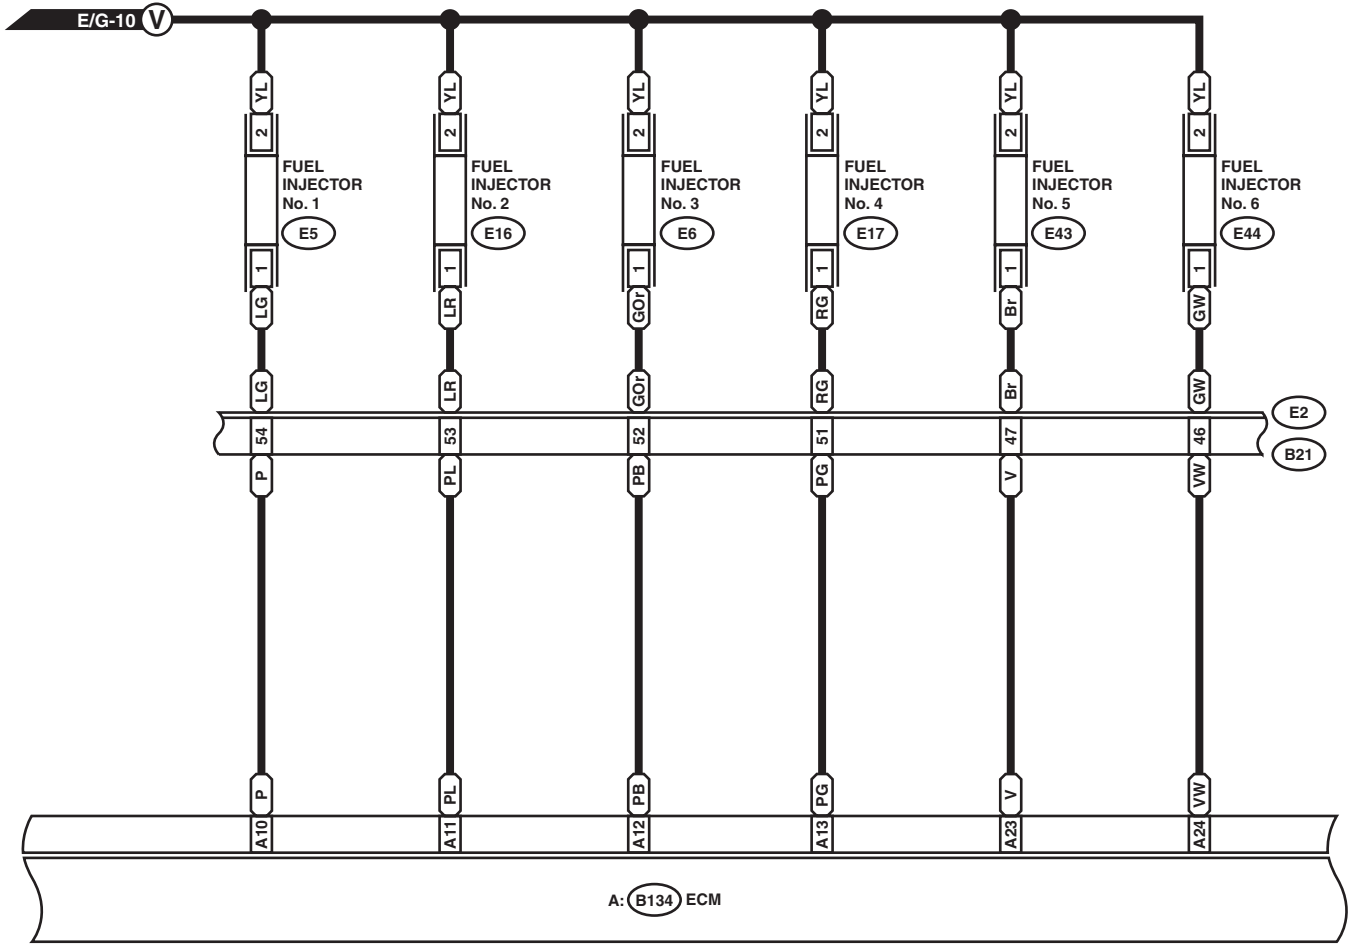 E/G-10 V
YL YL YL YL YL YL
2 2 2 2 2 2
FUEL
INJECTOR
No. 1
E5
FUEL
INJECTOR
No. 2
E16
FUEL
INJECTOR
No. 3
E6
FUEL
INJECTOR
No. 4
E17
FUEL
INJECTOR
No. 5
E43
FUEL
INJECTOR
No. 6
E44
1 1 1 1 1 1
LG LR GOr RG Br GW
LG LR GOr RG Br GW
E2
54 53 52 51 47 46
B21
P PL PB PG V VW
P PL PB PG V VW
A10 A11 A12 A13 A23 A24
A: B134 ECM